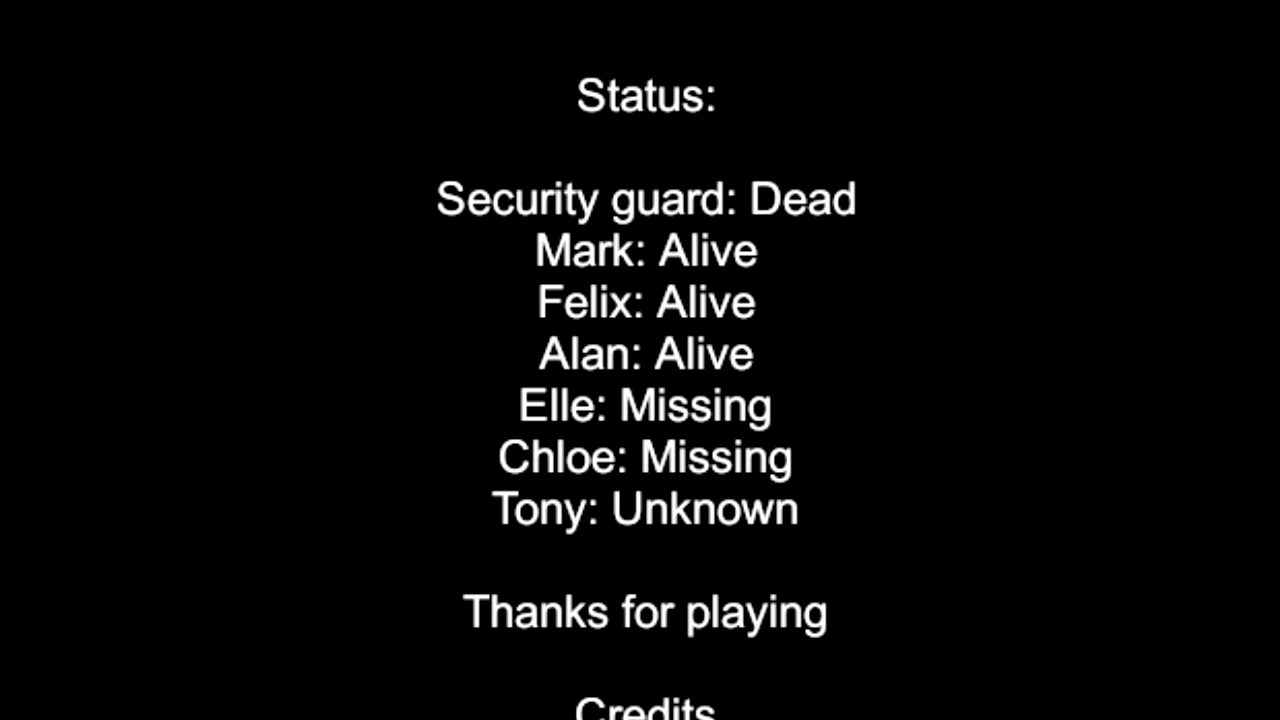 Status:
Security guard: Dead
Mark: Alive
Felix: Alive
Alan: Alive
Elle: Missing
Chloe: Missing
Tony: Unknown
Thanks for playing
Credits